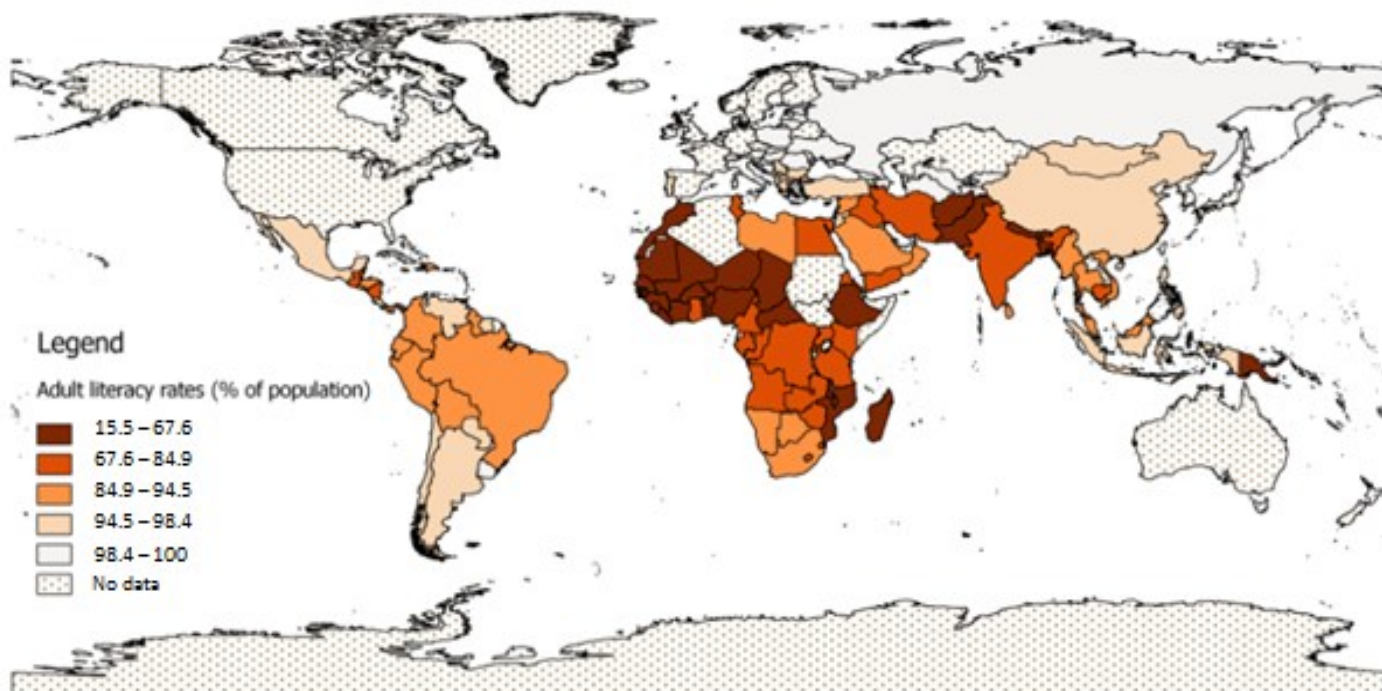 Legend
Adult literacy rates (% of population)
15.5 – 67.6
67.6 – 84.9
84.9 – 94.5
94.5 – 98.4
98.4 – 100
No data